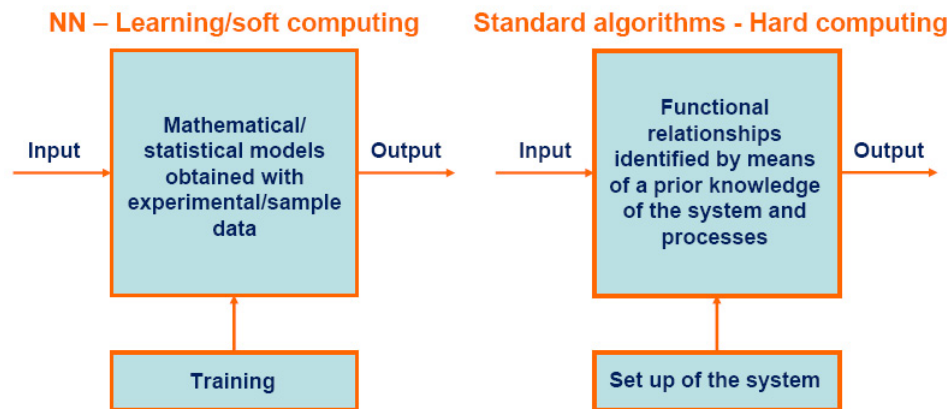 NN – Learning/soft computing
Input
Mathematical/
statistical models
obtained with
experimental/sample
data
Output
Training
Standard algorithms - Hard computing
Input
Functional
relationships
identified by means
of a prior knowledge
of the system and
processes
Output
Set up of the system